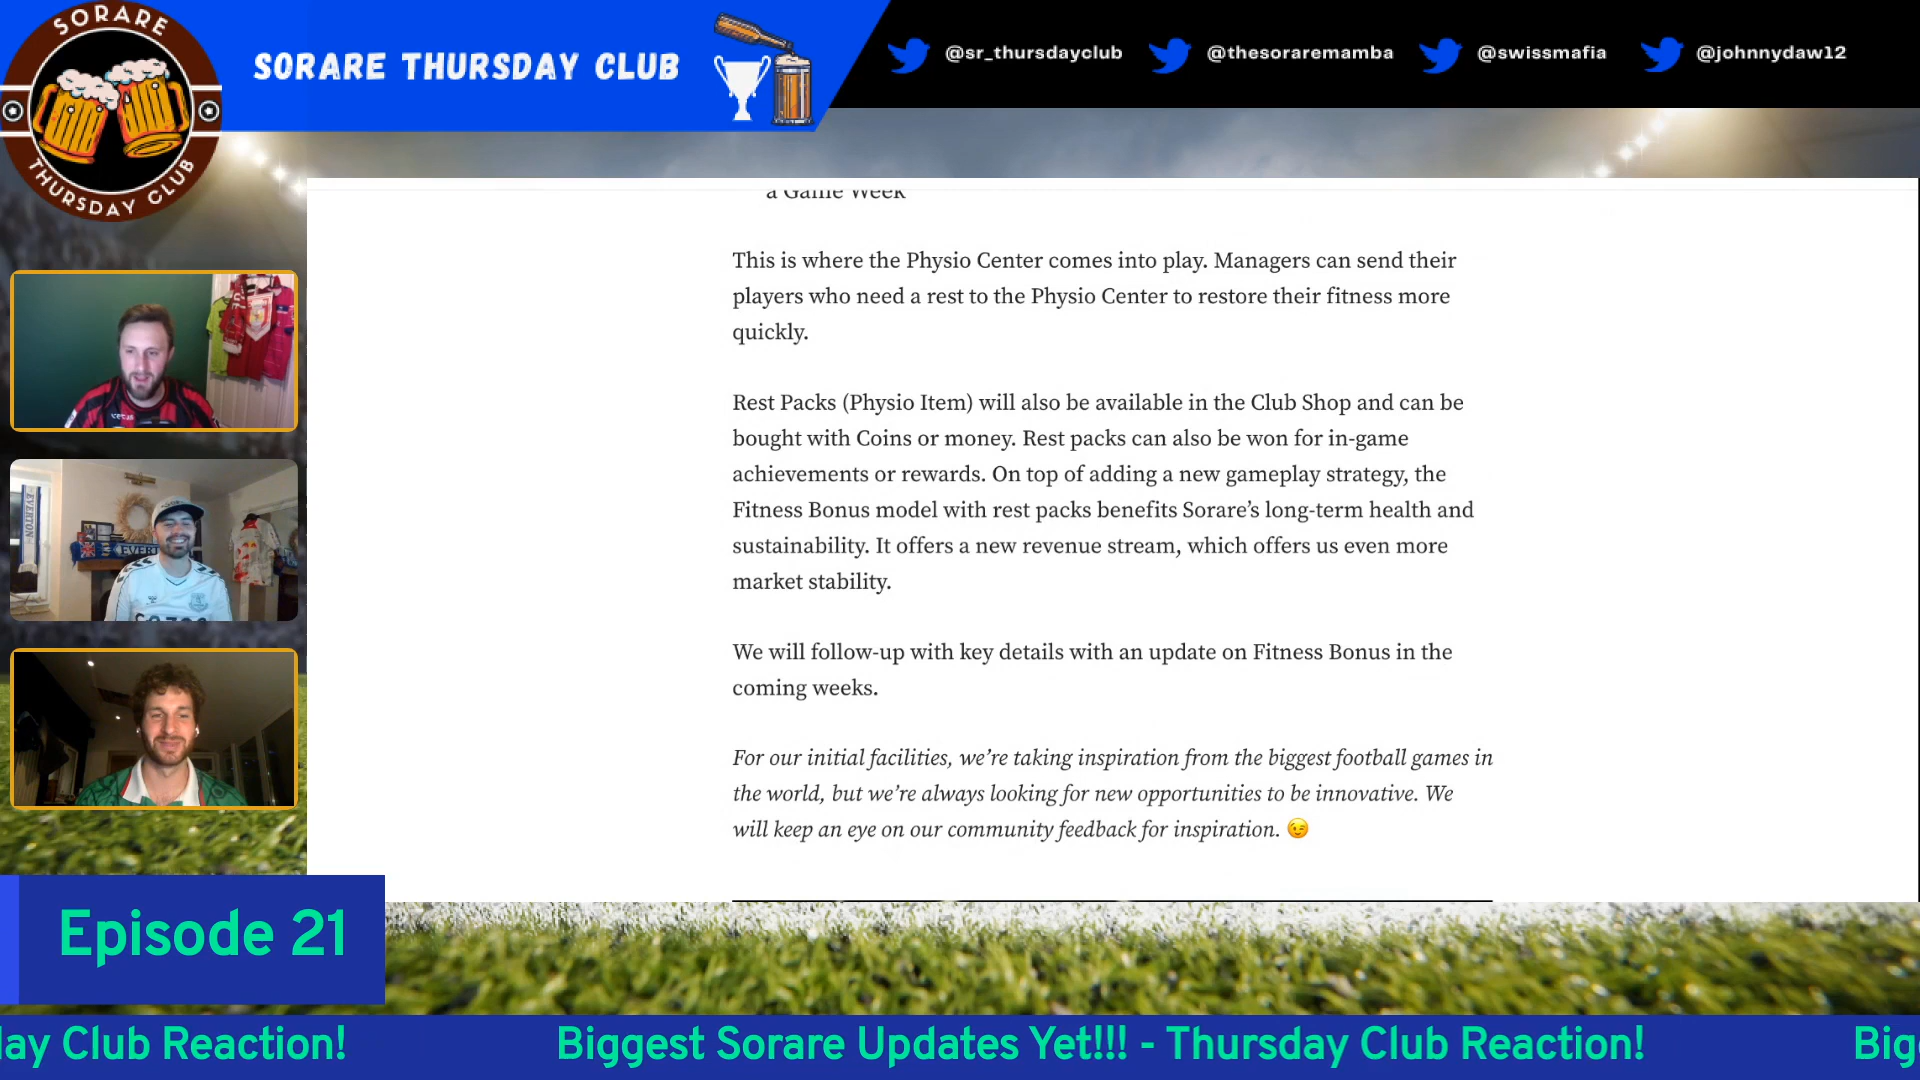 SORARE
THURSDAY CLUB
SORARE THURSDAY CLUB
@sr_thursdayclub
@thesoraremamba
@swissmafia
@johnnydaw12
a Game Week
This is where the Physio Center comes into play. Managers can send their
players who need a rest to the Physio Center to restore their fitness more
quickly.
Rest Packs (Physio Item) will also be available in the Club Shop and can be
bought with Coins or money. Rest packs can also be won for in-game
achievements or rewards. On top of adding a new gameplay strategy, the
Fitness Bonus model with rest packs benefits Sorare’s long-term health and
sustainability. It offers a new revenue stream, which offers us even more
market stability.
We will follow-up with key details with an update on Fitness Bonus in the
coming weeks.
For our initial facilities, we’re taking inspiration from the biggest football games in
the world, but we’re always looking for new opportunities to be innovative. We
will keep an eye on our community feedback for inspiration. 😉
EVERTON
EVERT
Episode 21
day Club Reaction! Biggest Sorare Updates Yet!!! - Thursday Club Reaction! Big